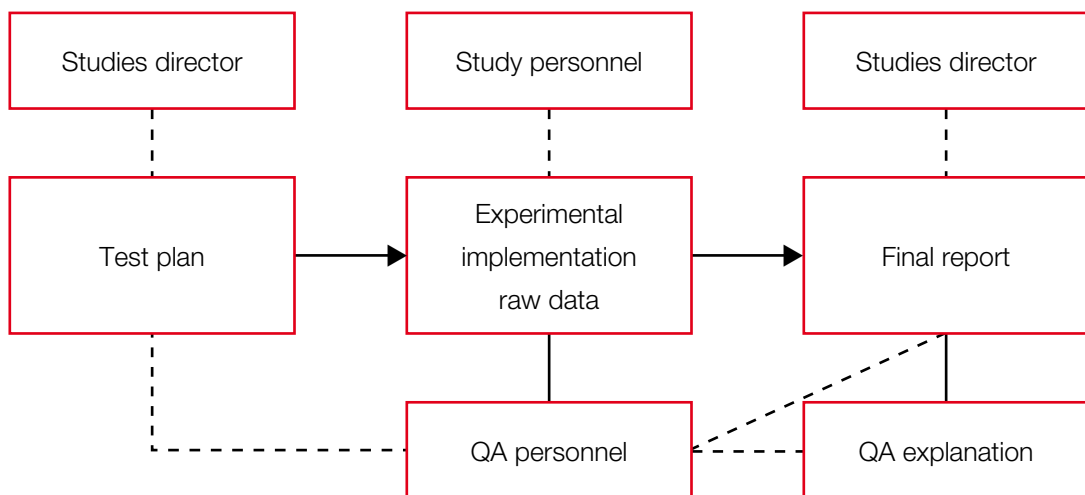 Studies director
Study personnel
Studies director
Test plan
Experimental
implementation
raw data
Final report
QA personnel
QA explanation